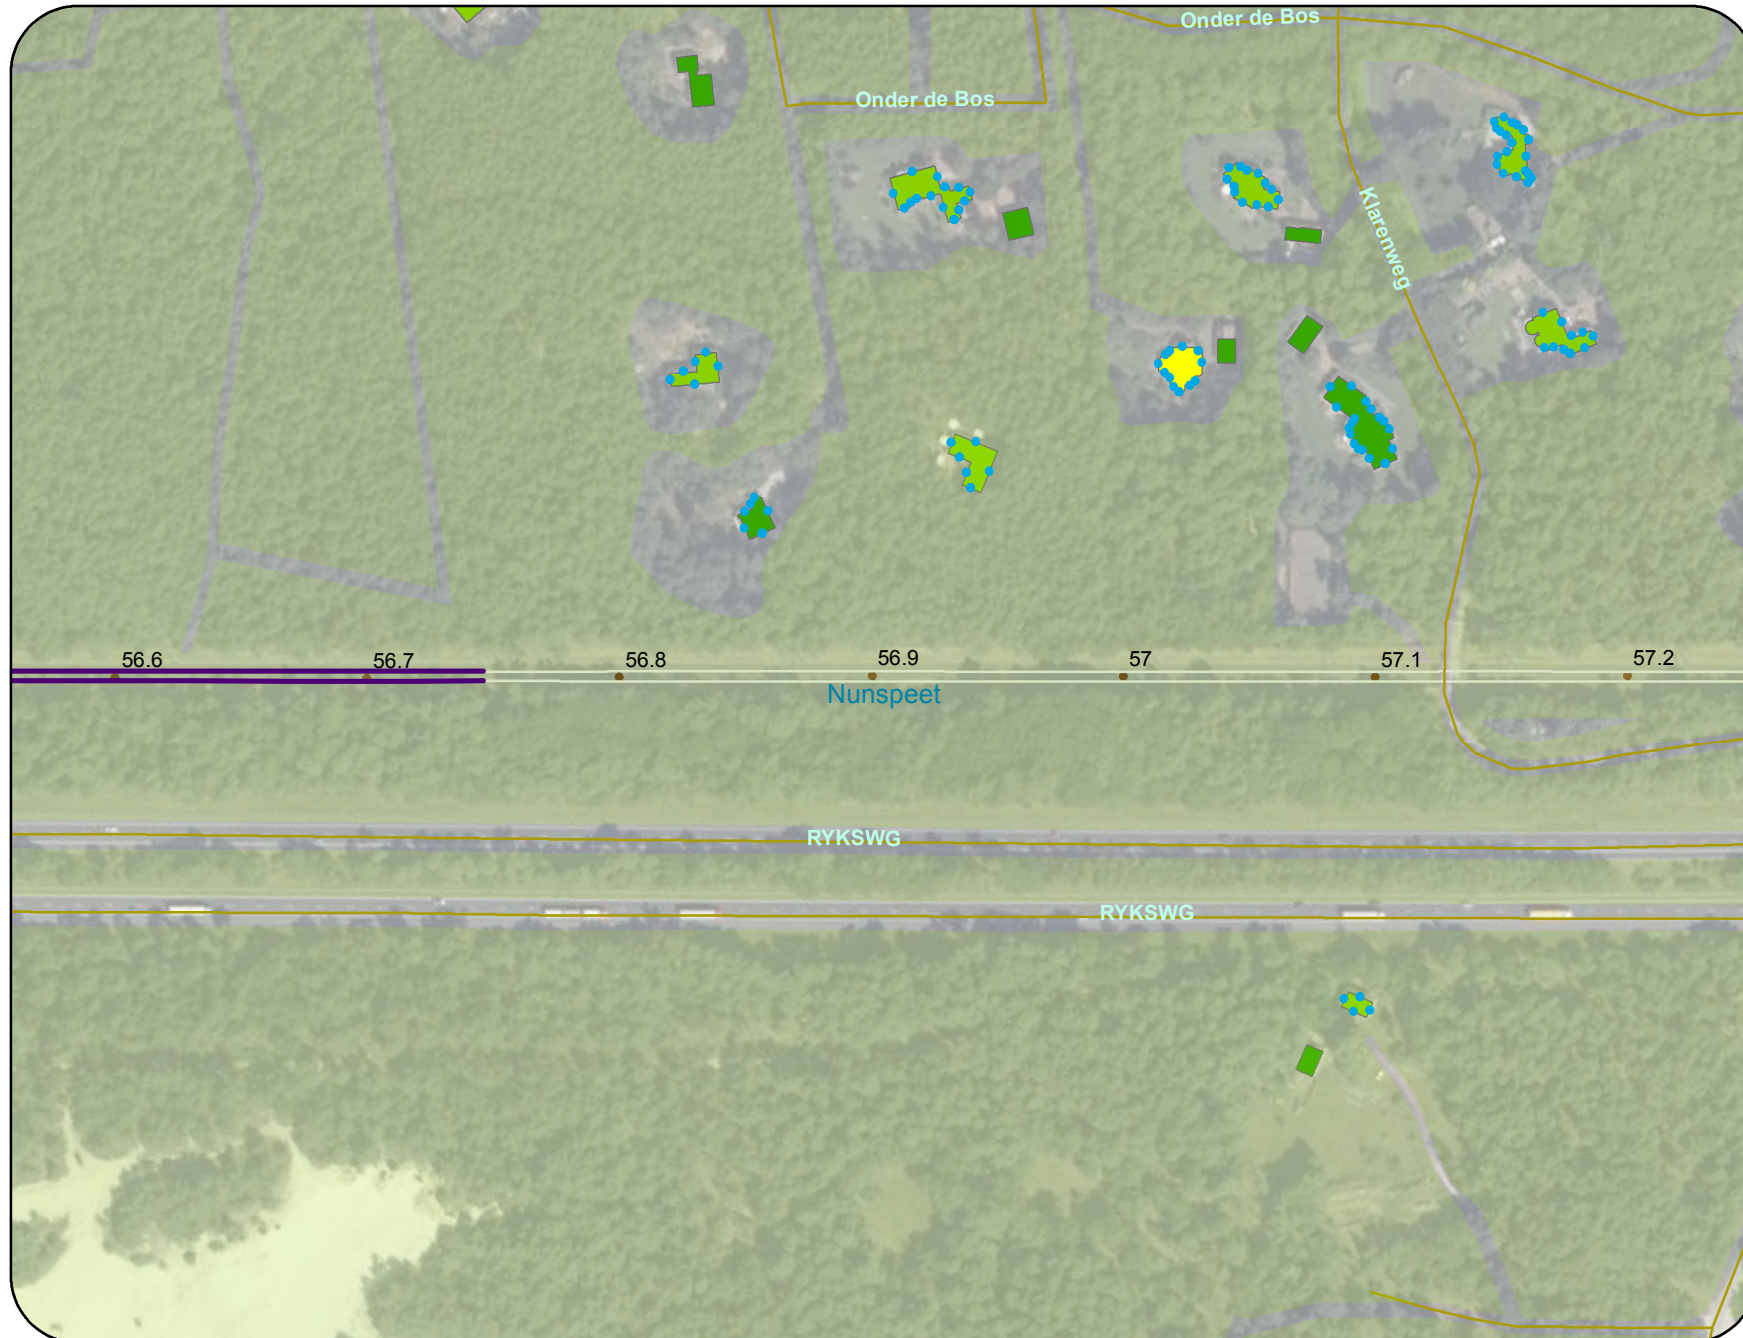 Onder de Bos
Onder de Bos
Klarenweg
56.6
56.7
56.8
56.9
57
57.1
57.2
Nunspeet
RYKSWG
RYKSWG